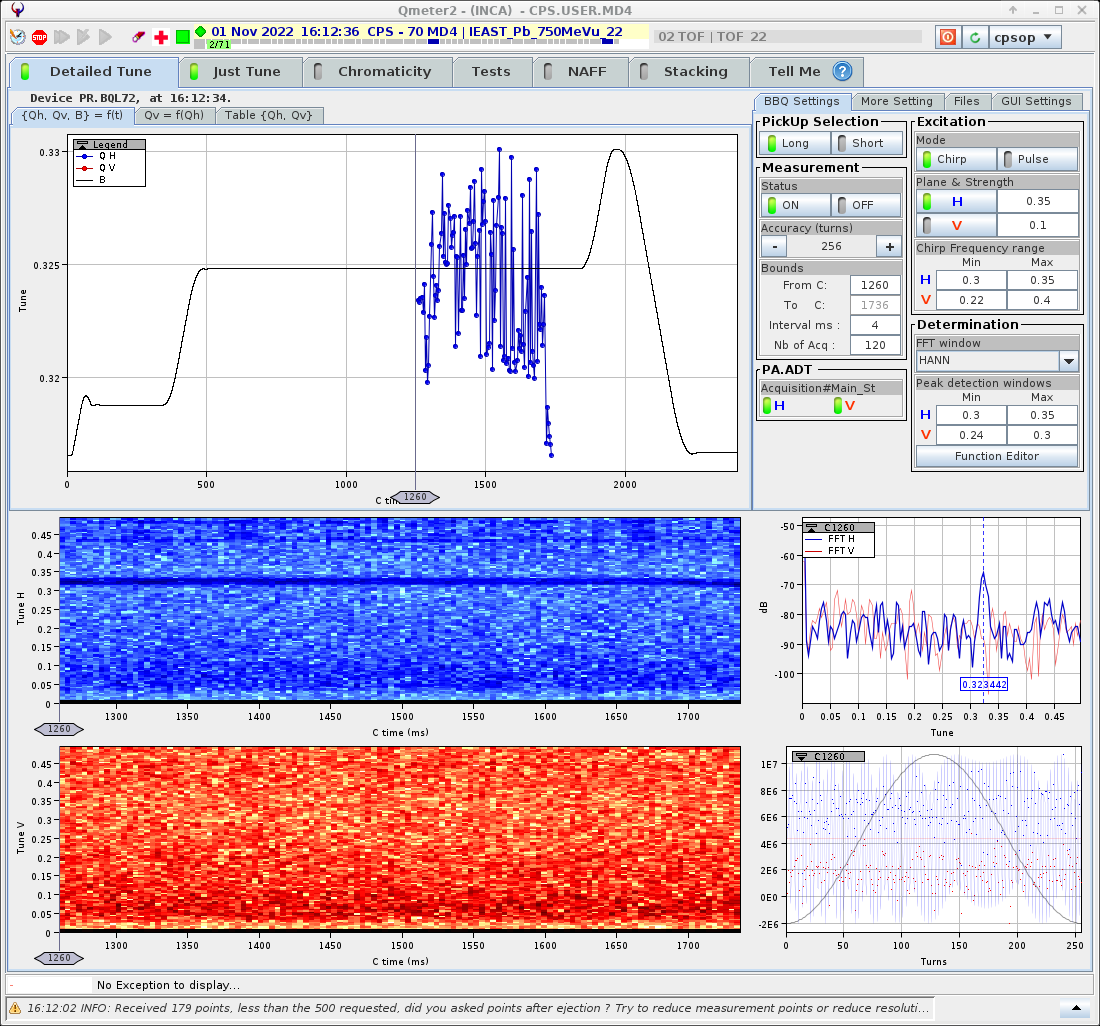 Qmeter2 - (INCA) - CPS.USER.MD4
STOP
01 Nov 2022 16:12:36 CPS - 70 MD4 | IEAST_Pb_750MeVu_22
2/71
02 TOF | TOF 22
cpsop
Detailed Tune
Just Tune
Chromaticity
Tests
NAFF
Stacking
Tell Me ?
Device PR.BQL72, at 16:12:34.
{Qh, Qv, B} = f(t)
Qv = f(Qh)
Table {Qh, Qv}
Legend
Q H
Q V
B
0.33
0.325
0.32
Tune
0 500 1000 1500 2000
1260
BBQ Settings
More Setting
Files
GUI Settings
PickUp Selection
Long
Short
Measurement
Status
ON
OFF
Accuracy (turns)
- 256 +
Bounds
From C: 1260
To C: 1736
Interval ms : 4
Nb of Acq : 120
PA.ADT
Acquisition#Main_St
H V
Excitation
Mode
Chirp
Pulse
Plane & Strength
H 0.35
V 0.1
Chirp Frequency range
Min Max
H 0.3 0.35
V 0.22 0.4
Determination
FFT window
HANN
Peak detection windows
Min Max
H 0.3 0.35
V 0.24 0.3
Function Editor
Tune H
0.45
0.4
0.35
0.3
0.25
0.2
0.15
0.1
0.05
0
1300 1400 1500 1600 1700
1260
C time (ms)
C1260
FFT H
FFT V
-50
-60
-70
-80
-90
-100
dB
0.323442
0 0.05 0.1 0.15 0.2 0.25 0.3 0.35 0.4 0.45
Tune
Tune V
0.45
0.4
0.35
0.3
0.25
0.2
0.15
0.1
0.05
0
1300 1400 1500 1600 1700
1260
C time (ms)
C1260
1E7
8E6
6E6
4E6
2E6
0E0
-2E6
0 50 100 150 200 250
Turns
-
No Exception to display...
16:12:02 INFO: Received 179 points, less than the 500 requested, did you asked points after ejection ? Try to reduce measurement points or reduce resoluti...